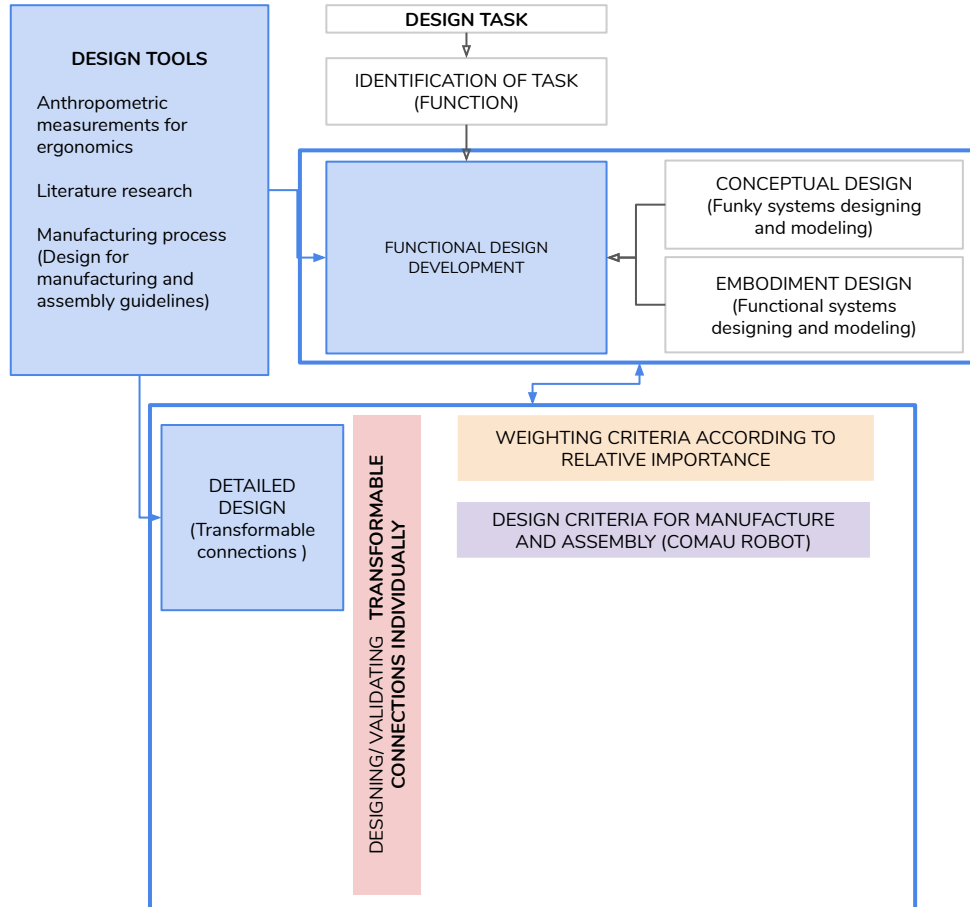 DESIGN TASK
DESIGN TOOLS
Anthropometric
measurements for
ergonomics
Literature research
Manufacturing process
(Design for
manufacturing and
assembly guidelines)
IDENTIFICATION OF TASK
(FUNCTION)
FUNCTIONAL DESIGN
DEVELOPMENT
CONCEPTUAL DESIGN
(Funky systems designing
and modeling)
EMBODIMENT DESIGN
(Functional systems
designing and modeling)
DETAILED
DESIGN
(Transformable
connections )
DESIGNING/ VALIDATING TRANSFORMABLE
CONNECTIONS INDIVIDUALLY
WEIGHTING CRITERIA ACCORDING TO
RELATIVE IMPORTANCE
DESIGN CRITERIA FOR MANUFACTURE
AND ASSEMBLY (COMAU ROBOT)